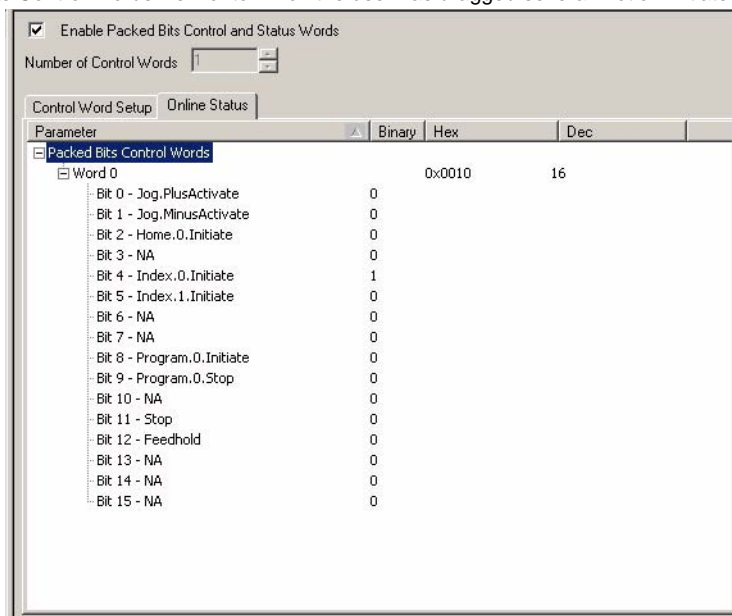 Enable Packed Bits Control and Status Words
Number of Control Words 1
Control Word Setup Online Status
Parameter Binary Hex Dec
Packed Bits Control Words
Word 0 0x0010 16
Bit 0 - Jog.PlusActivate 0
Bit 1 - Jog.MinusActivate 0
Bit 2 - Home.0.Initiate 0
Bit 3 - NA 0
Bit 4 - Index.0.Initiate 1
Bit 5 - Index.1.Initiate 0
Bit 6 - NA 0
Bit 7 - NA 0
Bit 8 - Program.0.Initiate 0
Bit 9 - Program.0.Stop 0
Bit 10 - NA 0
Bit 11 - Stop 0
Bit 12 - Feedhold 0
Bit 13 - NA 0
Bit 14 - NA 0
Bit 15 - NA 0